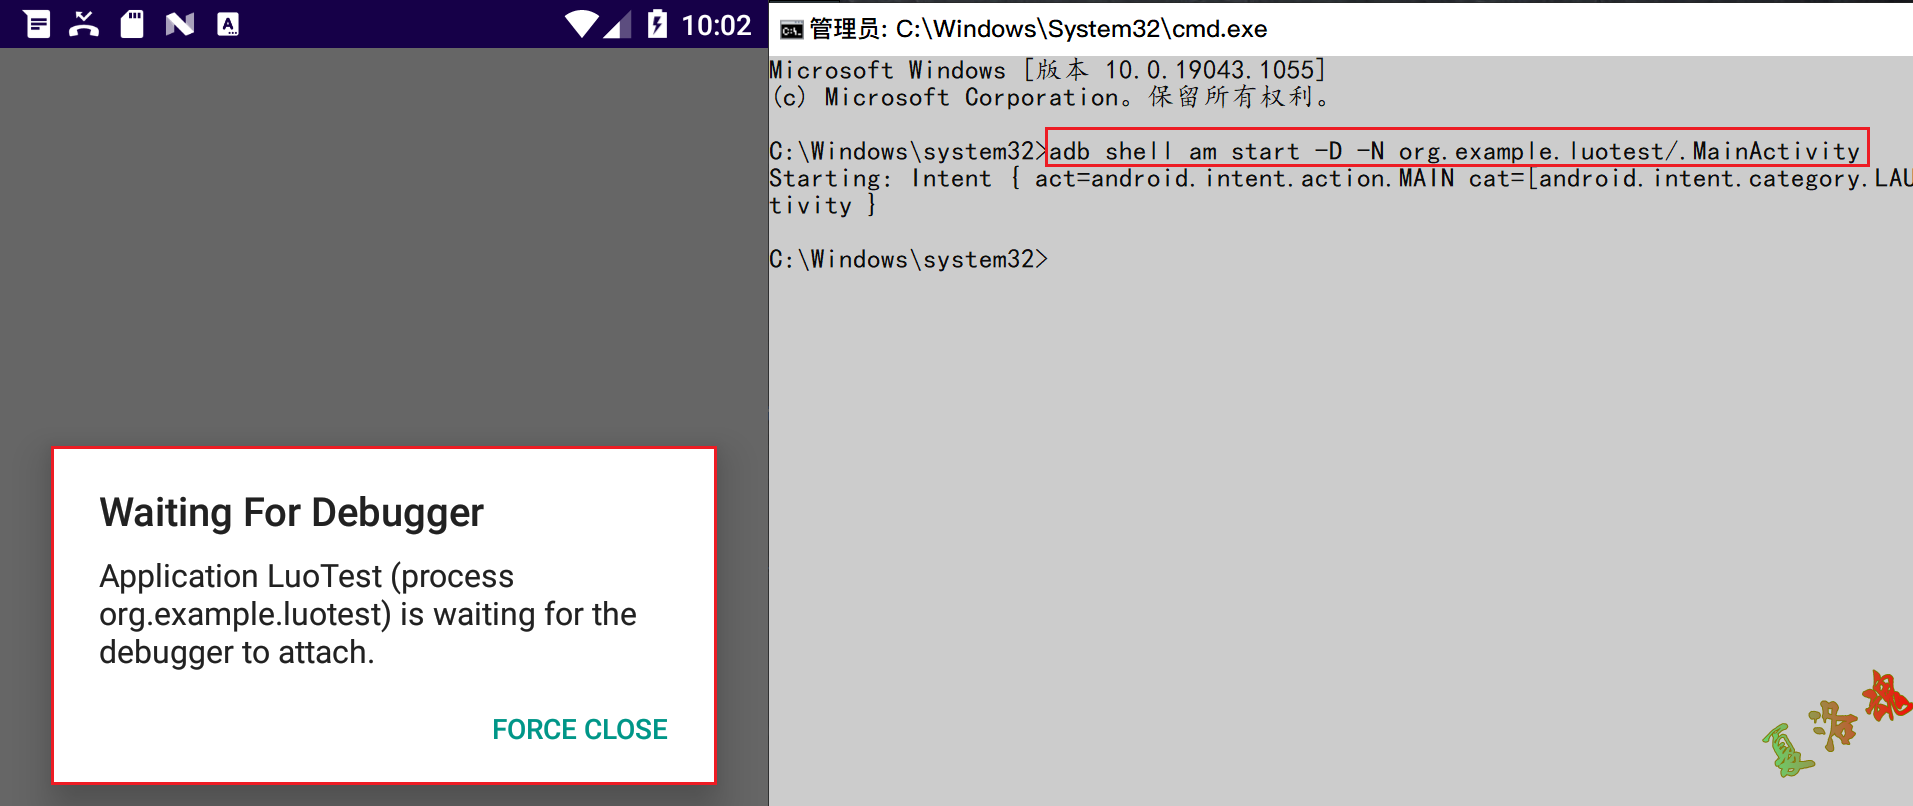 10:02
Waiting For Debugger
Application LuoTest (process
org.example.luotest) is waiting for the
debugger to attach.
FORCE CLOSE
管理员: C:\Windows\System32\cmd.exe
Microsoft Windows [版本 10.0.19043.1055]
(c) Microsoft Corporation。保留所有权利。
C:\Windows\system32>adb shell am start -D -N org.example.luotest/.MainActivity
Starting: Intent { act=android.intent.action.MAIN cat=[android.intent.category.LAU
tivity }
C:\Windows\system32>
夏洛魂